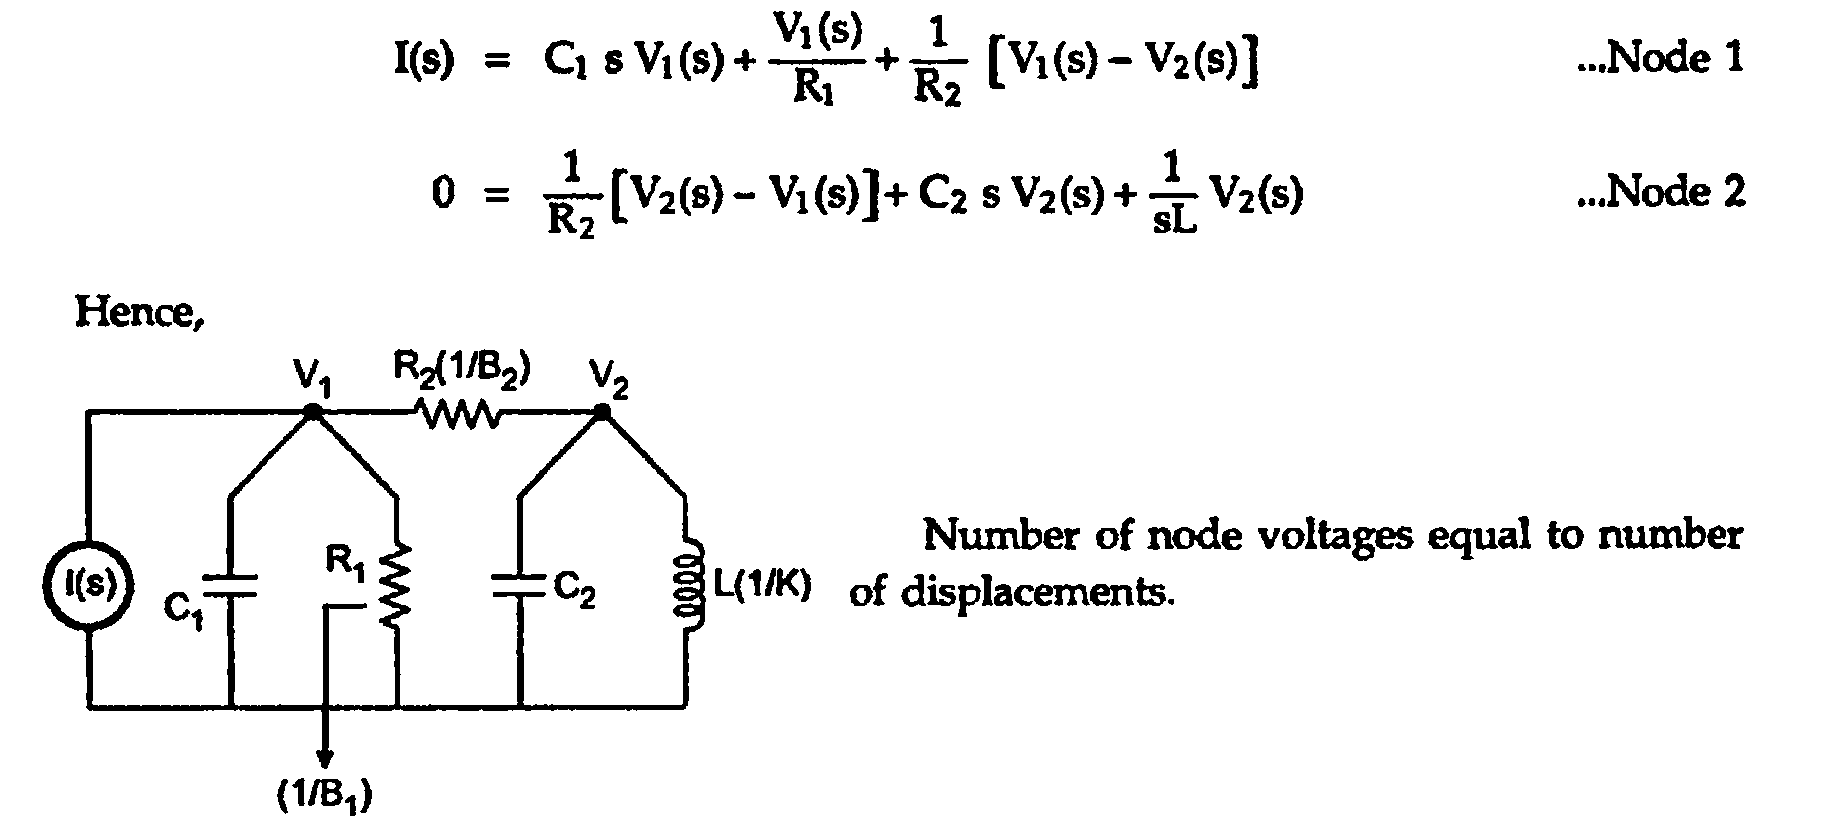 I(s) = C₁ s V₁(s) + V₁(s)/R₁ + 1/R₂ [V₁(s) – V₂(s)] ...Node 1
0 = 1/R₂ [V₂(s) – V₁(s)] + C₂ s V₂(s) + 1/sL V₂(s) ...Node 2
Hence,
V₁ R₂(1/B₂) V₂
I(s) C₁ R₁ C₂ L(1/K)
(1/B₁)
Number of node voltages equal to number
of displacements.